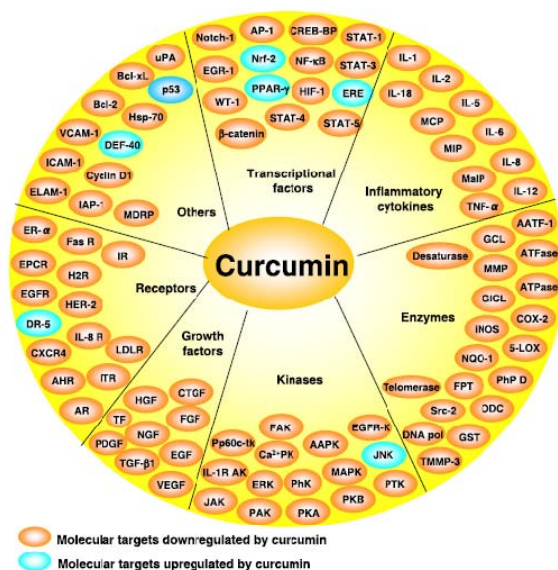 Curcumin
Transcriptional factors
Notch-1
AP-1
CREB-BP
STAT-1
EGR-1
Nrf-2
NF-κB
STAT-3
WT-1
PPAR-γ
HIF-1
ERE
β-catenin
STAT-4
STAT-5
Inflammatory cytokines
IL-1
IL-2
IL-18
IL-5
MCP
IL-6
MIP
IL-8
MaIP
IL-12
TNF-α
Enzymes
AATF-1
GCL
Desaturase
ATFase
MMP
ATPase
GICL
COX-2
iNOS
5-LOX
NQO-1
PhP D
Telomerase
FPT
ODC
Src-2
DNA pol
GST
TMMP-3
Kinases
FAK
EGFR-K
Pp60c-tk
AAPK
Ca²⁺PK
JNK
IL-1R AK
MAPK
ERK
PhK
PTK
JAK
PKB
PAK
PKA
Growth factors
CTGF
HGF
TF
FGF
NGF
PDGF
EGF
TGF-β1
VEGF
Receptors
ER-α
Fas R
IR
EPCR
H2R
EGFR
HER-2
DR-5
IL-8 R
LDLR
CXCR4
AHR
ITR
AR
Others
uPA
Bcl-xL
p53
Bcl-2
Hsp-70
VCAM-1
DEF-40
ICAM-1
Cyclin D1
ELAM-1
IAP-1
MDRP
Molecular targets downregulated by curcumin
Molecular targets upregulated by curcumin